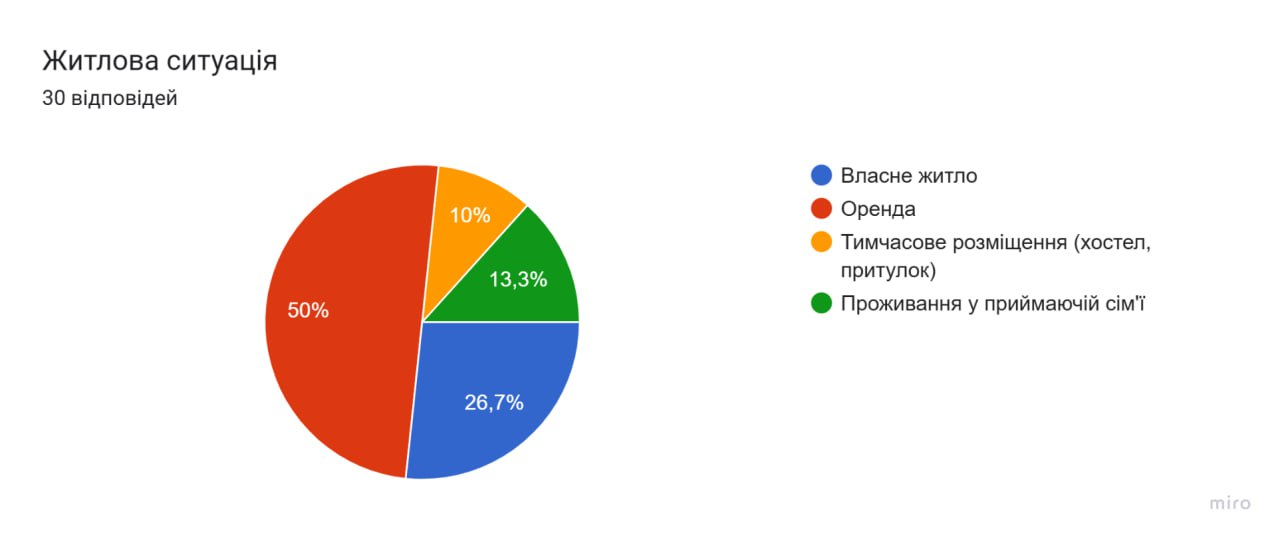 Житлова ситуація
30 відповідей
10%
13,3%
50%
26,7%
Власне житло
Оренда
Тимчасове розміщення (хостел,
притулок)
Проживання у приймаючій сім'ї
miro